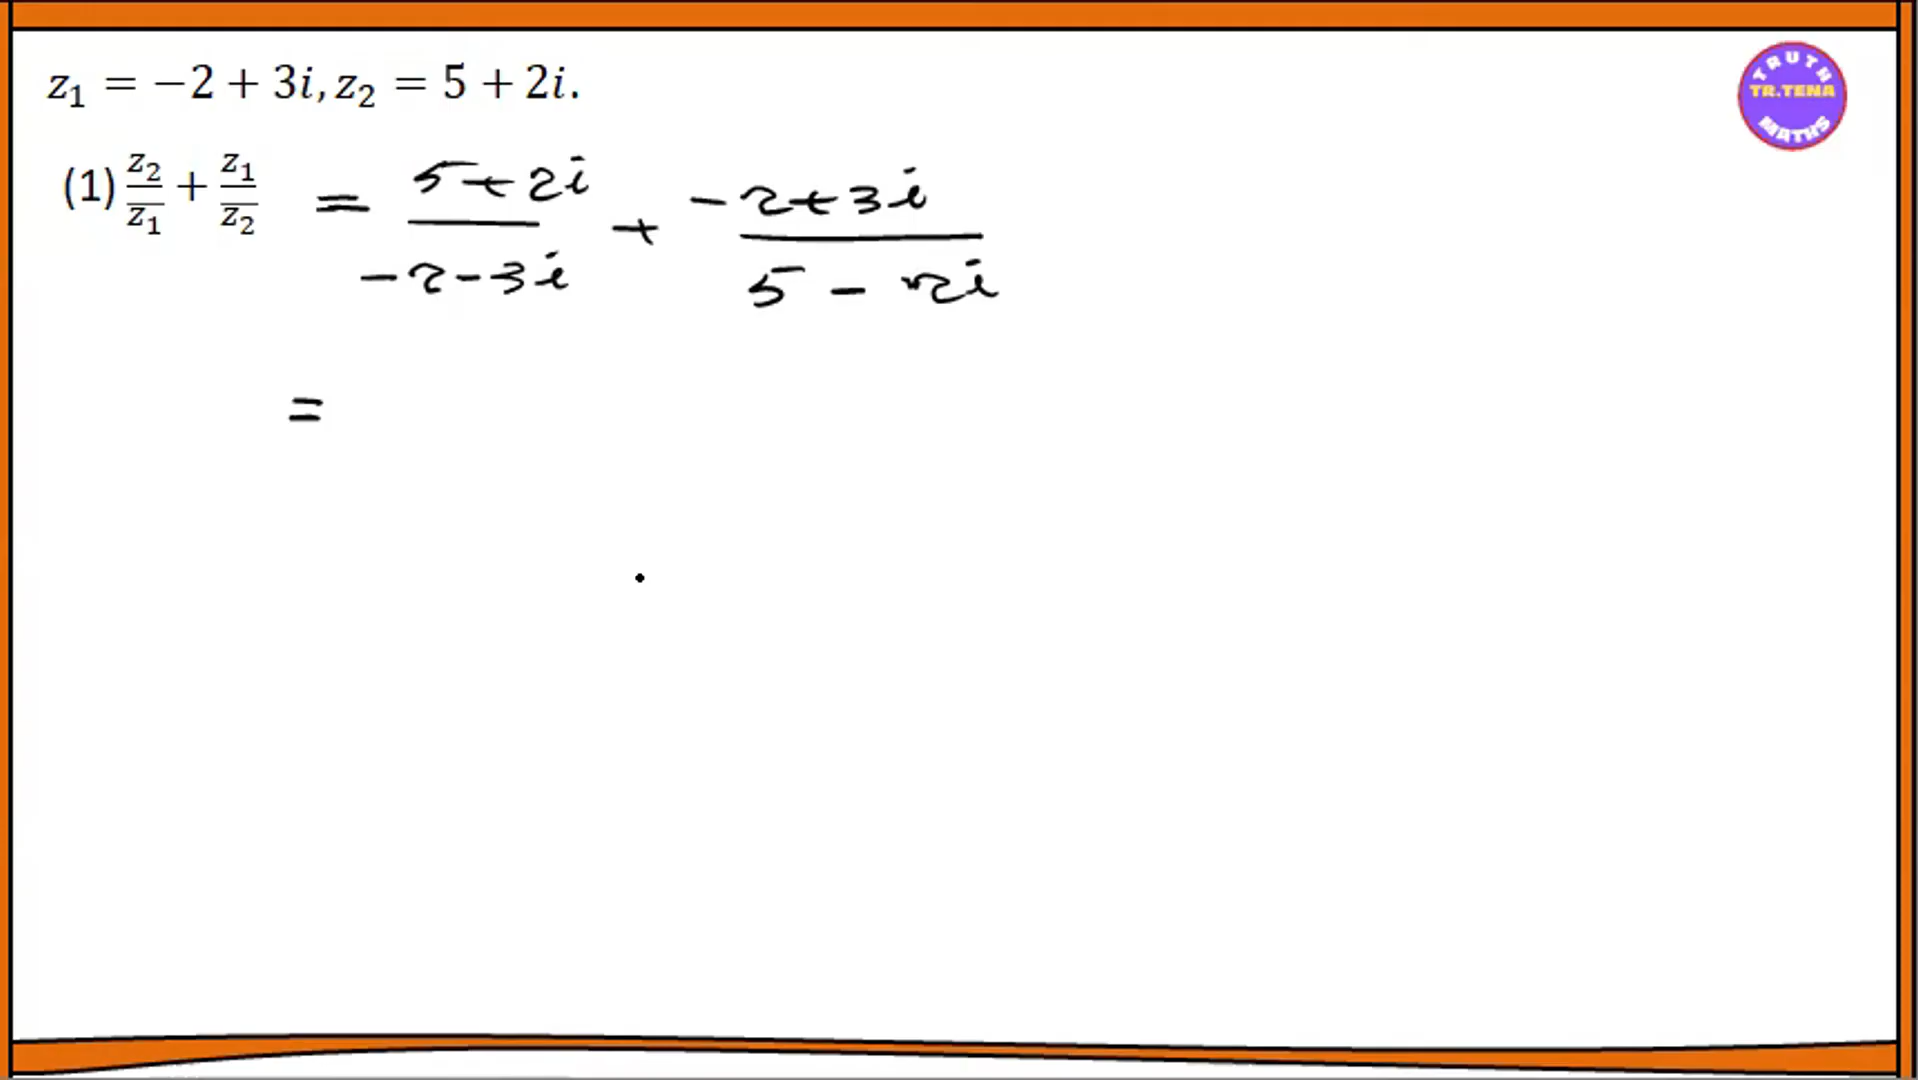 z₁ = −2 + 3i, z₂ = 5 + 2i.
TRUTH
TR.TENA
MATHS
(1) z₂/z₁ + z₁/z₂ = 5+2i/-2-3i + -2+3i/5-2i
=